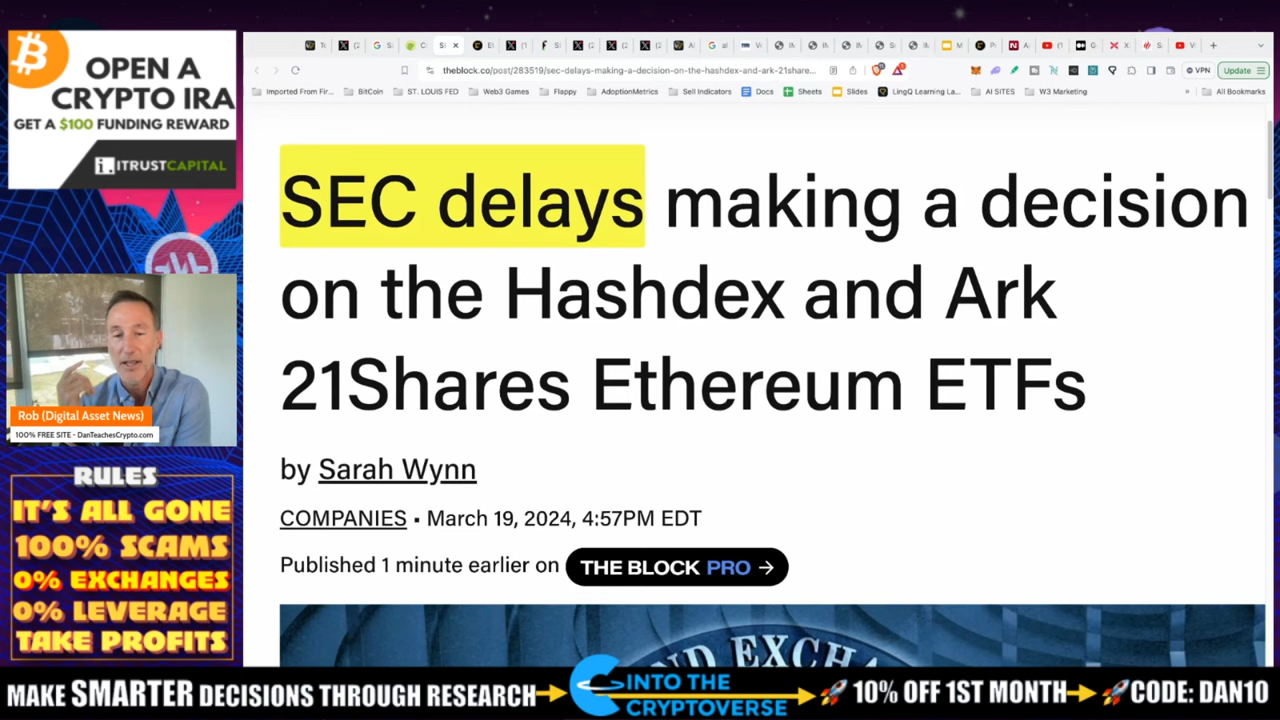 OPEN A
CRYPTO IRA
GET A $100 FUNDING REWARD
i. ITRUSTCAPITAL
theblock.co/post/283519/sec-delays-making-a-decision-on-the-hashdex-and-ark-21share...
VPN
Update
Imported From Fir...
BitCoin
ST. LOUIS FED
Web3 Games
Flappy
AdoptionMetrics
Sell Indicators
Docs
Sheets
Slides
LingQ Learning La...
AI SITES
W3 Marketing
»
All Bookmarks
SEC delays making a decision
on the Hashdex and Ark
21Shares Ethereum ETFs
by Sarah Wynn
COMPANIES • March 19, 2024, 4:57PM EDT
Published 1 minute earlier on THE BLOCK PRO →
ND EXCHA
Rob (Digital Asset News)
100% FREE SITE - DanTeachesCrypto.com
RULES
IT'S ALL GONE
100% SCAMS
0% EXCHANGES
0% LEVERAGE
TAKE PROFITS
MAKE SMARTER DECISIONS THROUGH RESEARCH
INTO THE
CRYPTOVERSE
10% OFF 1ST MONTH
CODE: DAN10